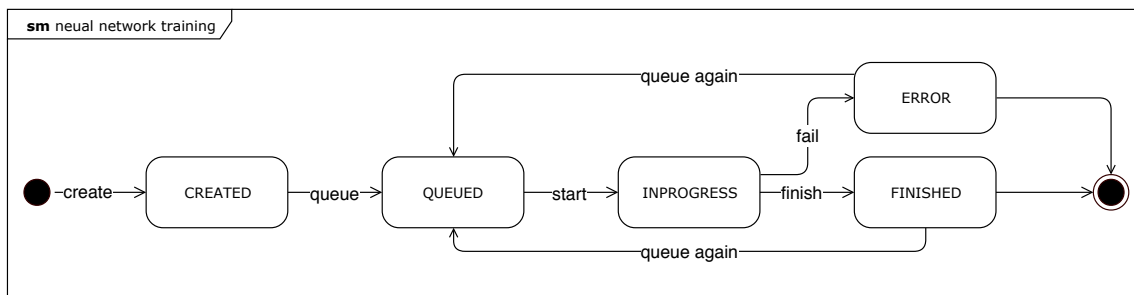 sm neual network training
queue again
ERROR
fail
create
CREATED
queue
QUEUED
start
INPROGRESS
finish
FINISHED
queue again